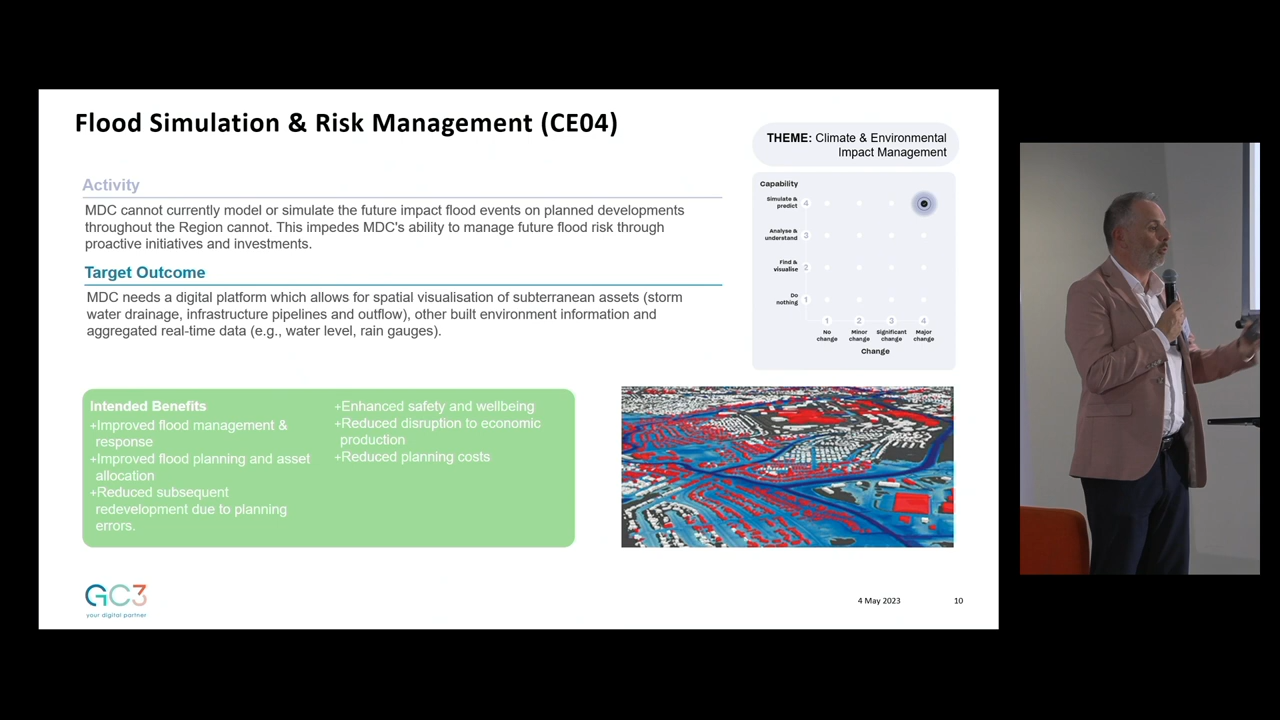 Flood Simulation & Risk Management (CE04)
THEME: Climate & Environmental
Impact Management
Activity
MDC cannot currently model or simulate the future impact flood events on planned developments
throughout the Region cannot. This impedes MDC's ability to manage future flood risk through
proactive initiatives and investments.
Target Outcome
MDC needs a digital platform which allows for spatial visualisation of subterranean assets (storm
water drainage, infrastructure pipelines and outflow), other built environment information and
aggregated real-time data (e.g., water level, rain gauges).
Capability
Simulate &
predict
4
Analyse &
understand
3
Find &
visualise
2
Do
nothing
1
1
2
3
4
No
change
Minor
change
Significant
change
Major
change
Change
Intended Benefits
+Improved flood management &
response
+Improved flood planning and asset
allocation
+Reduced subsequent
redevelopment due to planning
errors.
+Enhanced safety and wellbeing
+Reduced disruption to economic
production
+Reduced planning costs
GC3
your digital partner
4 May 2023
10